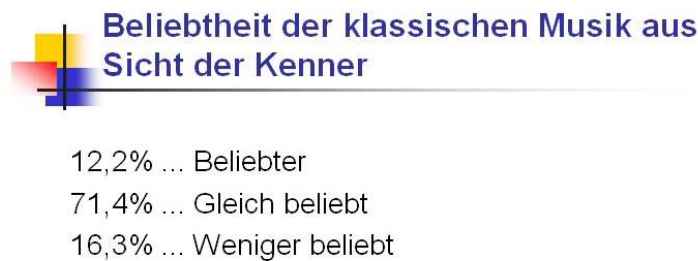 Beliebtheit der klassischen Musik aus
Sicht der Kenner
12,2% ... Beliebter
71,4% ... Gleich beliebt
16,3% ... Weniger beliebt